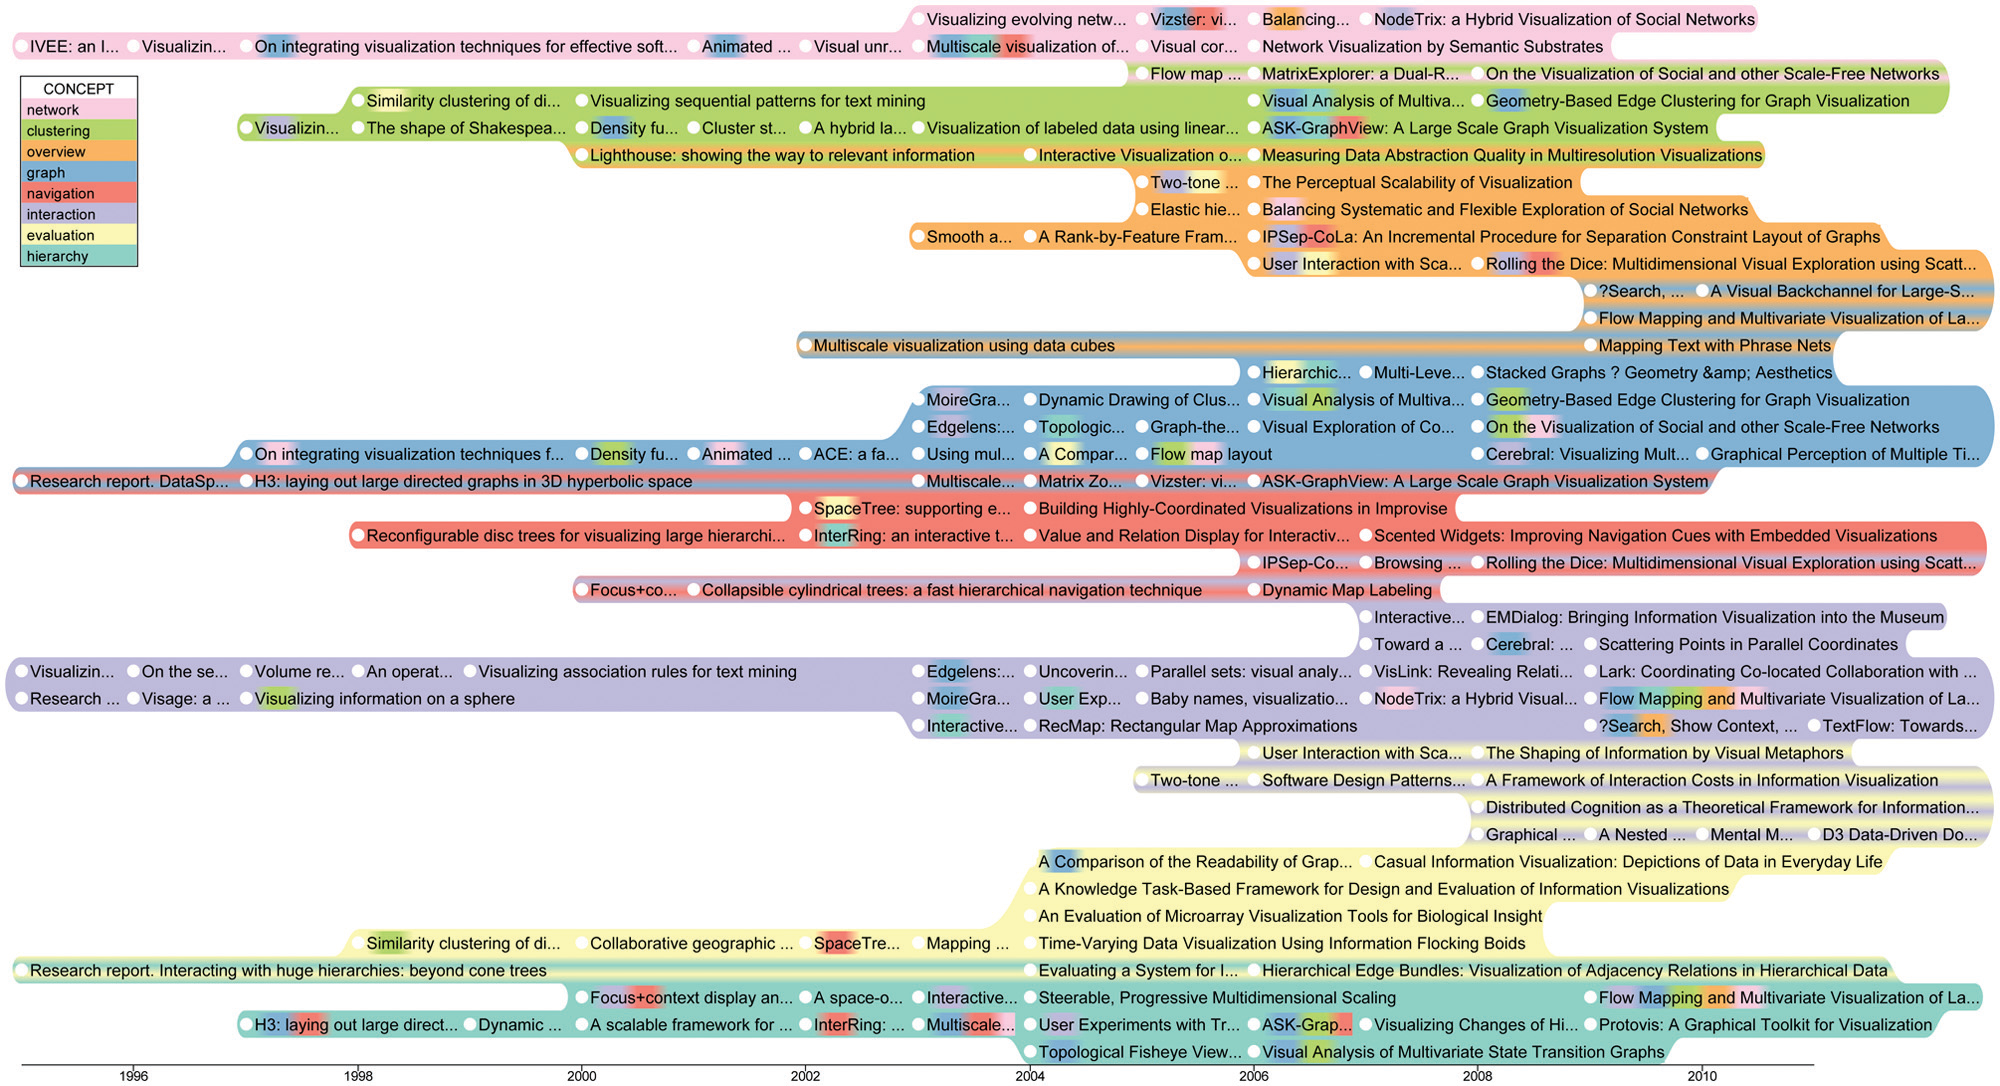 Visualizing evolving netw... Vizster: vi... Balancing... NodeTrix: a Hybrid Visualization of Social Networks
IVEE: an I... Visualizin... On integrating visualization techniques for effective soft... Animated ... Visual unr... Multiscale visualization of... Visual cor... Network Visualization by Semantic Substrates
Flow map ... MatrixExplorer: a Dual-R... On the Visualization of Social and other Scale-Free Networks
CONCEPT
network
clustering
overview
graph
navigation
interaction
evaluation
hierarchy
Similarity clustering of di... Visualizing sequential patterns for text mining Visual Analysis of Multiva... Geometry-Based Edge Clustering for Graph Visualization
Visualizin... The shape of Shakespea... Density fu... Cluster st... A hybrid la... Visualization of labeled data using linear... ASK-GraphView: A Large Scale Graph Visualization System
Lighthouse: showing the way to relevant information Interactive Visualization o... Measuring Data Abstraction Quality in Multiresolution Visualizations
Two-tone ... The Perceptual Scalability of Visualization
Elastic hie... Balancing Systematic and Flexible Exploration of Social Networks
Smooth a... A Rank-by-Feature Fram... IPSep-CoLa: An Incremental Procedure for Separation Constraint Layout of Graphs
User Interaction with Sca... Rolling the Dice: Multidimensional Visual Exploration using Scatt...
?Search, ... A Visual Backchannel for Large-S...
Flow Mapping and Multivariate Visualization of La...
Multiscale visualization using data cubes Mapping Text with Phrase Nets
Hierarchic... Multi-Leve... Stacked Graphs ? Geometry &amp; Aesthetics
MoireGra... Dynamic Drawing of Clus... Visual Analysis of Multiva... Geometry-Based Edge Clustering for Graph Visualization
Edgelens:... Topologic... Graph-the... Visual Exploration of Co... On the Visualization of Social and other Scale-Free Networks
On integrating visualization techniques f... Density fu... Animated ... ACE: a fa... Using mul... A Compar... Flow map layout Cerebral: Visualizing Mult... Graphical Perception of Multiple Ti...
Research report. DataSp... H3: laying out large directed graphs in 3D hyperbolic space Multiscale... Matrix Zo... Vizster: vi... ASK-GraphView: A Large Scale Graph Visualization System
SpaceTree: supporting e... Building Highly-Coordinated Visualizations in Improvise
Reconfigurable disc trees for visualizing large hierarchi... InterRing: an interactive t... Value and Relation Display for Interactiv... Scented Widgets: Improving Navigation Cues with Embedded Visualizations
IPSep-Co... Browsing ... Rolling the Dice: Multidimensional Visual Exploration using Scatt...
Focus+co... Collapsible cylindrical trees: a fast hierarchical navigation technique Dynamic Map Labeling
Interactive... EMDialog: Bringing Information Visualization into the Museum
Toward a ... Cerebral: ... Scattering Points in Parallel Coordinates
Visualizin... On the se... Volume re... An operat... Visualizing association rules for text mining Edgelens:... Uncoverin... Parallel sets: visual analy... VisLink: Revealing Relati... Lark: Coordinating Co-located Collaboration with ...
Research ... Visage: a ... Visualizing information on a sphere MoireGra... User Exp... Baby names, visualizatio... NodeTrix: a Hybrid Visual... Flow Mapping and Multivariate Visualization of La...
Interactive... RecMap: Rectangular Map Approximations ?Search, Show Context, ... TextFlow: Towards...
User Interaction with Sca... The Shaping of Information by Visual Metaphors
Two-tone ... Software Design Patterns... A Framework of Interaction Costs in Information Visualization
Distributed Cognition as a Theoretical Framework for Information...
Graphical ... A Nested ... Mental M... D3 Data-Driven Do...
A Comparison of the Readability of Grap... Casual Information Visualization: Depictions of Data in Everyday Life
A Knowledge Task-Based Framework for Design and Evaluation of Information Visualizations
An Evaluation of Microarray Visualization Tools for Biological Insight
Similarity clustering of di... Collaborative geographic ... SpaceTre... Mapping ... Time-Varying Data Visualization Using Information Flocking Boids
Research report. Interacting with huge hierarchies: beyond cone trees Evaluating a System for I... Hierarchical Edge Bundles: Visualization of Adjacency Relations in Hierarchical Data
Focus+context display an... A space-o... Interactive... Steerable, Progressive Multidimensional Scaling Flow Mapping and Multivariate Visualization of La...
H3: laying out large direct... Dynamic ... A scalable framework for ... InterRing: ... Multiscale... User Experiments with Tr... ASK-Grap... Visualizing Changes of Hi... Protovis: A Graphical Toolkit for Visualization
Topological Fisheye View... Visual Analysis of Multivariate State Transition Graphs
1996 1998 2000 2002 2004 2006 2008 2010